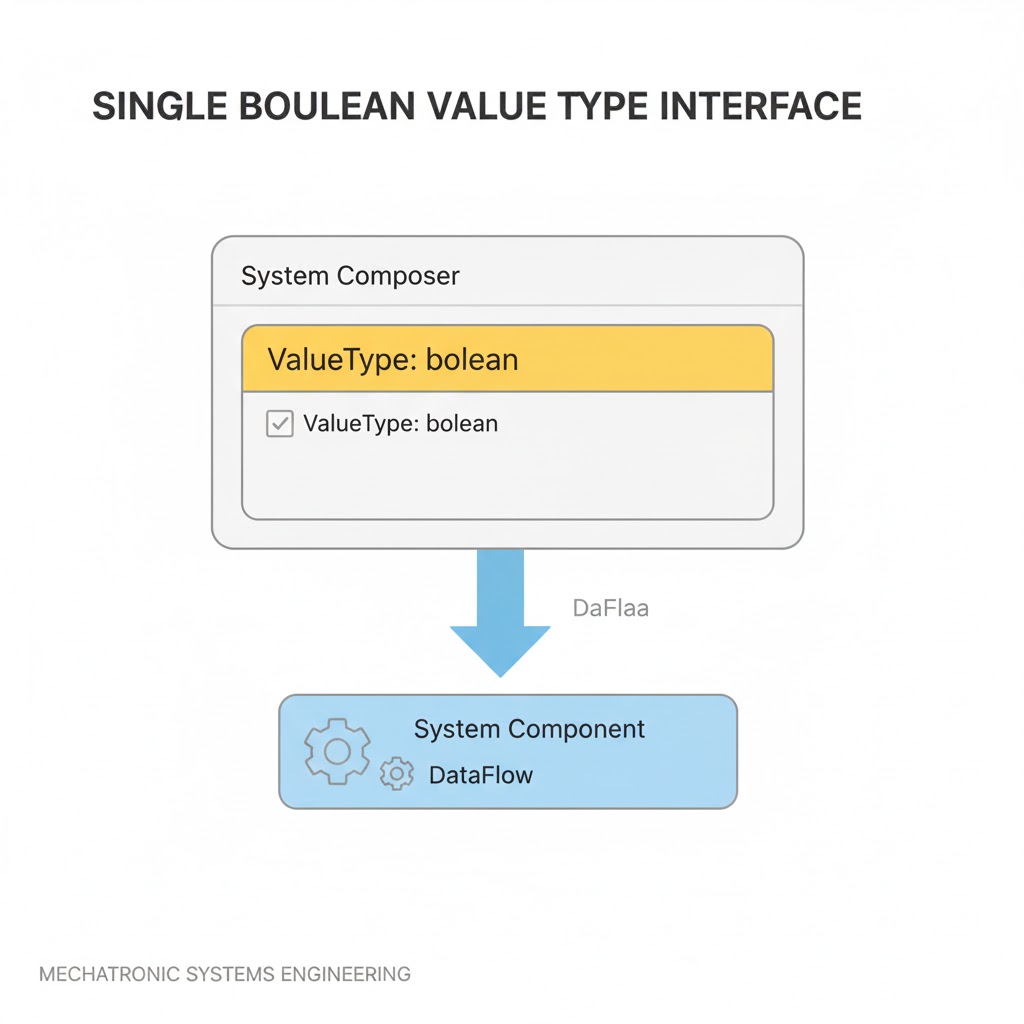 SINGLE BOULEAN VALUE TYPE INTERFACE
System Composer
ValueType: bolean
ValueType: bolean
DaFlaa
System Component
DataFlow
MECHATRONIC SYSTEMS ENGINEERING